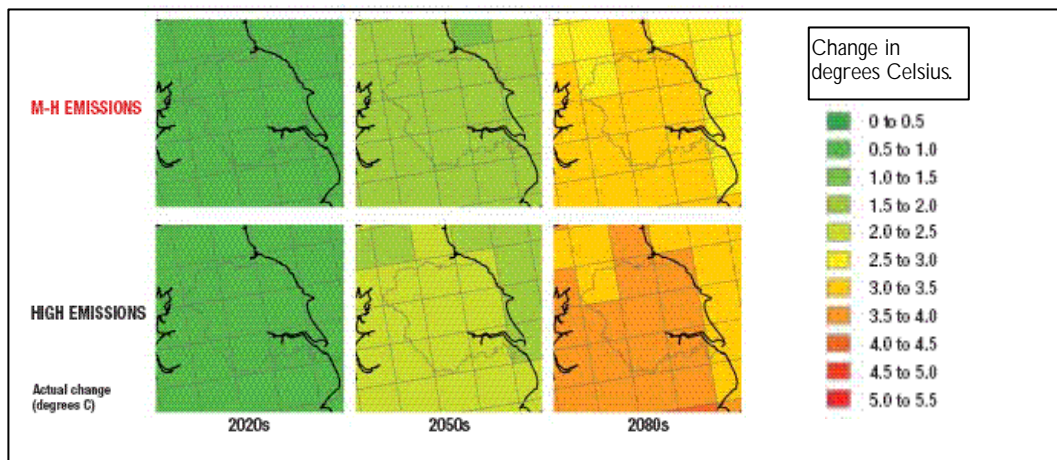 M-H EMISSIONS
HIGH EMISSIONS
Actual change
(degrees C)
2020s
2050s
2080s
Change in
degrees Celsius.
0 to 0.5
0.5 to 1.0
1.0 to 1.5
1.5 to 2.0
2.0 to 2.5
2.5 to 3.0
3.0 to 3.5
3.5 to 4.0
4.0 to 4.5
4.5 to 5.0
5.0 to 5.5